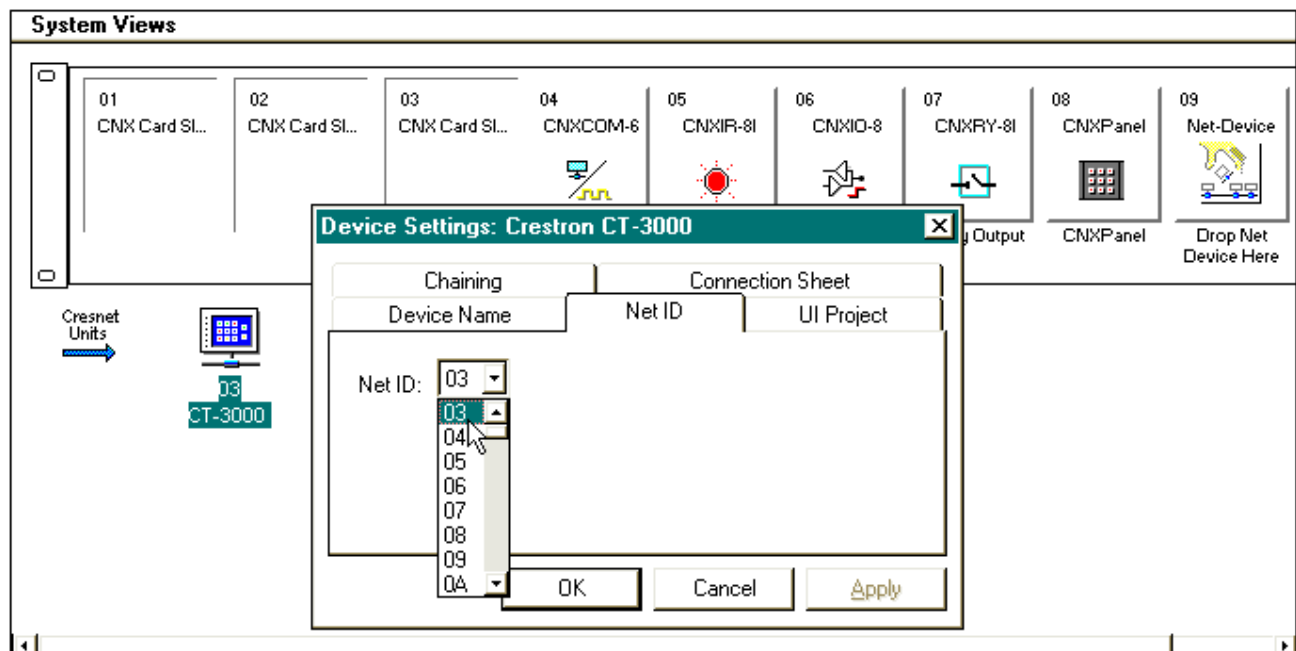 System Views
01
CNX Card Sl...
02
CNX Card Sl...
03
CNX Card Sl...
04
CNXCOM-6
05
CNXIR-8I
06
CNXIO-8
07
CNXRY-8I
08
CNXPanel
09
Net-Device
Output
CNXPanel
Drop Net
Device Here
Cresnet
Units
03
CT-3000
Device Settings: Crestron CT-3000
Chaining
Connection Sheet
Device Name
Net ID
UI Project
Net ID:
03
03
04
05
06
07
08
09
0A
OK
Cancel
Apply